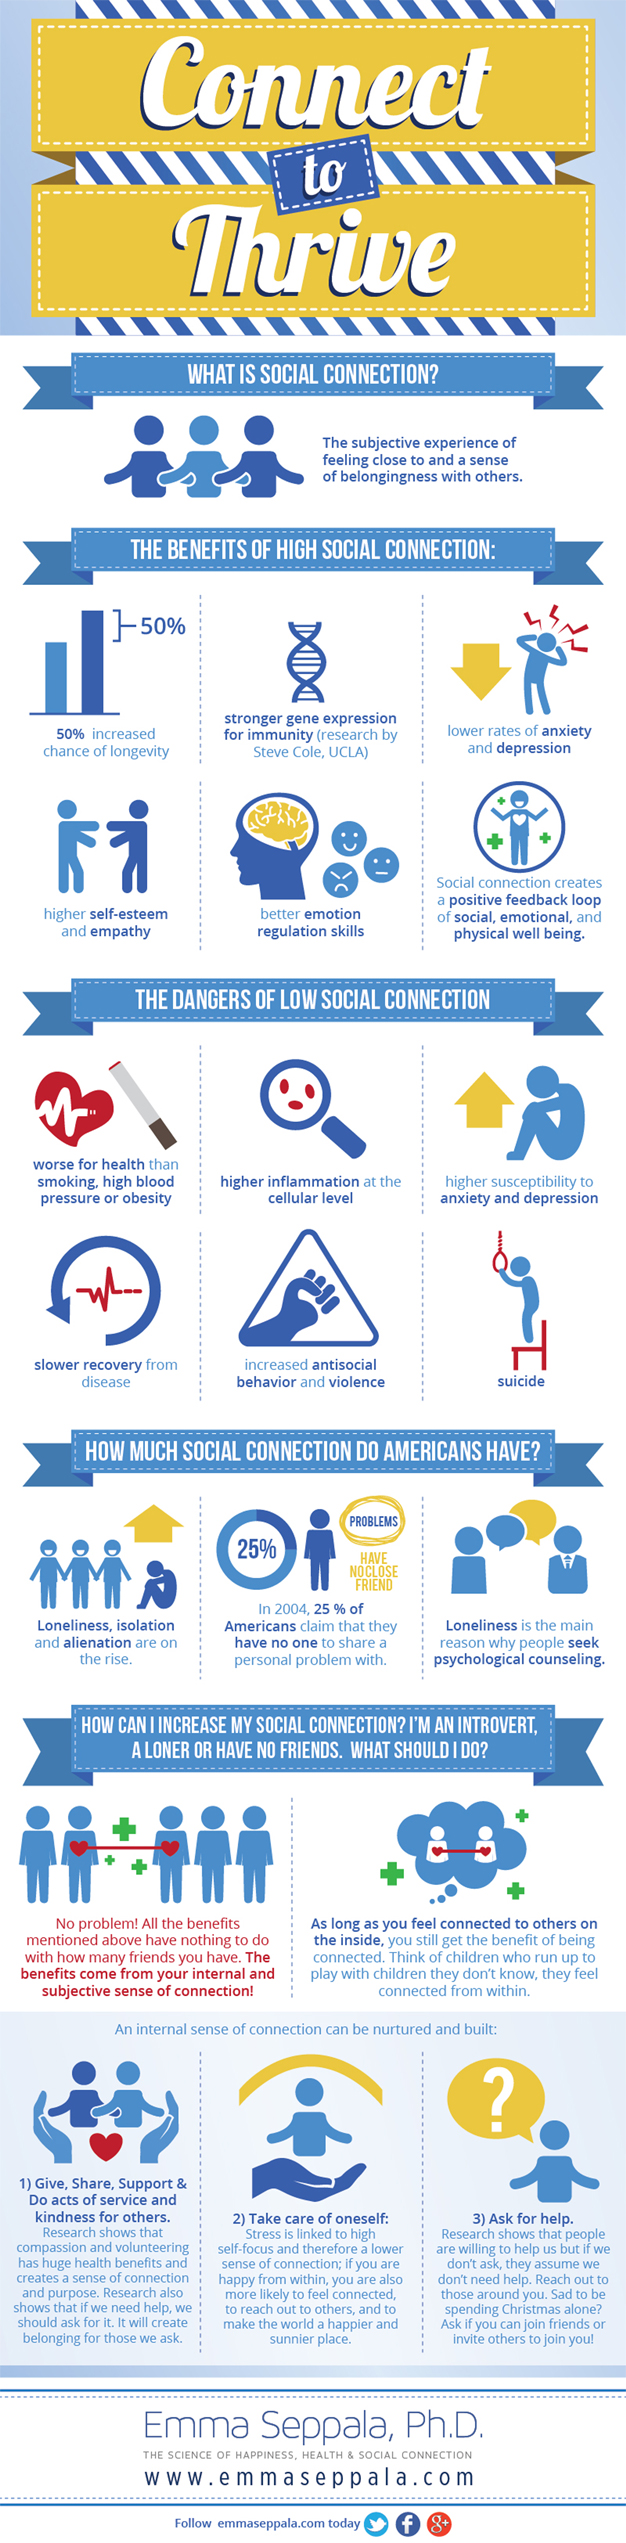 Connect
to
Thrive
WHAT IS SOCIAL CONNECTION?
The subjective experience of
feeling close to and a sense
of belongingness with others.
THE BENEFITS OF HIGH SOCIAL CONNECTION:
50%
50% increased
chance of longevity
stronger gene expression
for immunity (research by
Steve Cole, UCLA)
lower rates of anxiety
and depression
higher self-esteem
and empathy
better emotion
regulation skills
Social connection creates
a positive feedback loop
of social, emotional, and
physical well being.
THE DANGERS OF LOW SOCIAL CONNECTION
worse for health than
smoking, high blood
pressure or obesity
higher inflammation at the
cellular level
higher susceptibility to
anxiety and depression
slower recovery from
disease
increased antisocial
behavior and violence
suicide
HOW MUCH SOCIAL CONNECTION DO AMERICANS HAVE?
Loneliness, isolation
and alienation are on
the rise.
25%
PROBLEMS
HAVE
NO CLOSE
FRIEND
In 2004, 25 % of
Americans claim that they
have no one to share a
personal problem with.
Loneliness is the main
reason why people seek
psychological counseling.
HOW CAN I INCREASE MY SOCIAL CONNECTION? I'M AN INTROVERT,
A LONER OR HAVE NO FRIENDS. WHAT SHOULD I DO?
No problem! All the benefits
mentioned above have nothing to do
with how many friends you have. The
benefits come from your internal and
subjective sense of connection!
As long as you feel connected to others on
the inside, you still get the benefit of being
connected. Think of children who run up to
play with children they don't know, they feel
connected from within.
An internal sense of connection can be nurtured and built:
1) Give, Share, Support &
Do acts of service and
kindness for others.
Research shows that
compassion and volunteering
has huge health benefits and
creates a sense of connection
and purpose. Research also
shows that if we need help, we
should ask for it. It will create
belonging for those we ask.
2) Take care of oneself:
Stress is linked to high
self-focus and therefore a lower
sense of connection; if you are
happy from within, you are also
more likely to feel connected,
to reach out to others, and to
make the world a happier and
sunnier place.
?
3) Ask for help.
Research shows that people
are willing to help us but if we
don't ask, they assume we
don't need help. Reach out to
those around you. Sad to be
spending Christmas alone?
Ask if you can join friends or
invite others to join you!
Emma Seppala, Ph.D.
THE SCIENCE OF HAPPINESS, HEALTH & SOCIAL CONNECTION
www.emmaseppala.com
Follow emmaseppala.com today f g+